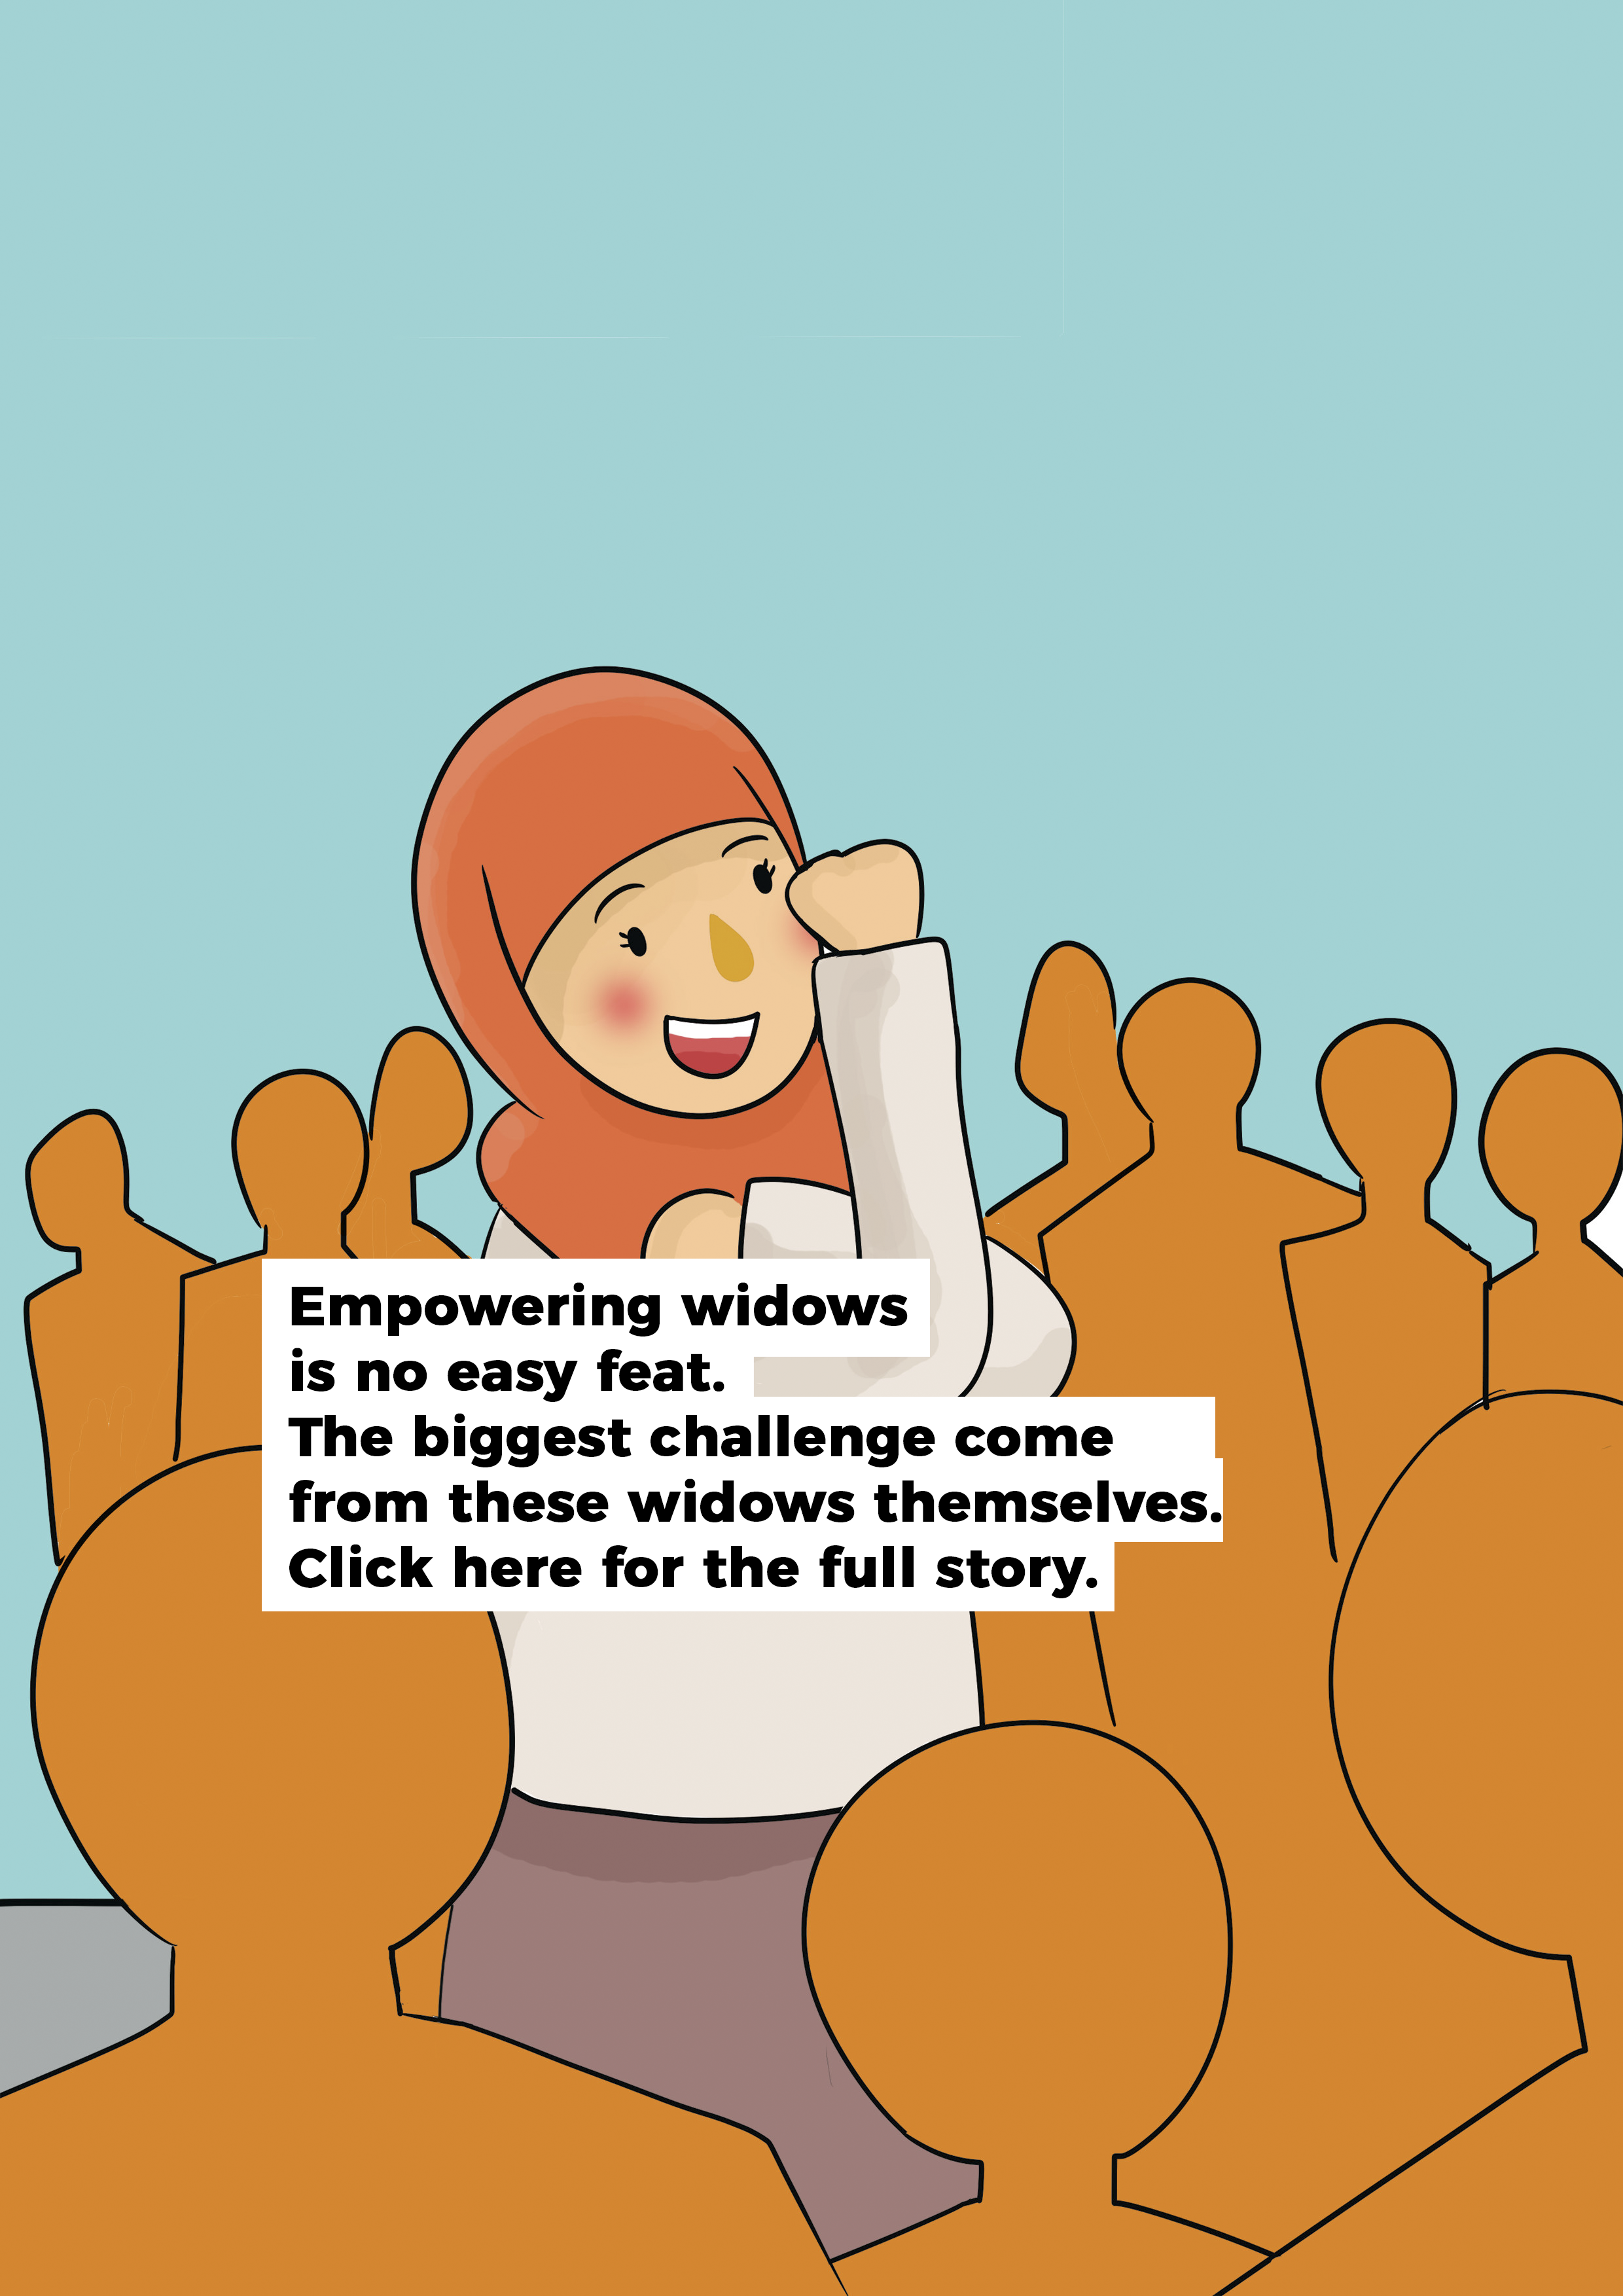 Empowering widows
is no easy feat.
The biggest challenge come
from these widows themselves.
Click here for the full story.